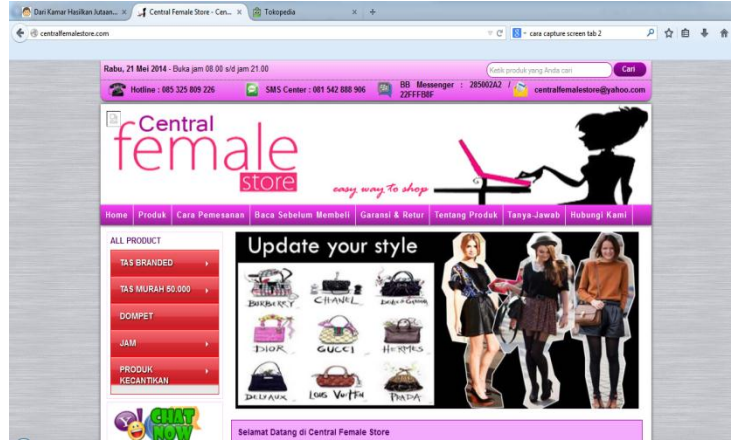 Dari Kamar Hasilkan Jutaan...
Central Female Store - Cen...
Tokopedia
centralfemalestore.com
cara capture screen tab 2
Rabu, 21 Mei 2014 - Buka jam 08.00 s/d jam 21.00
Ketik produk yang Anda cari
Cari
Hotline : 085 325 809 226
SMS Center : 081 542 888 906
BB Messenger : 285002A2 / 22FFFB0F
centralfemalestore@yahoo.com
Central
female
store
easy way to shop
Home
Produk
Cara Pemesanan
Baca Sebelum Membeli
Garansi & Retur
Tentang Produk
Tanya-Jawab
Hubungi Kami
ALL PRODUCT
TAS BRANDED
TAS MURAH 50.000
DOMPET
JAM
PRODUK
KECANTIKAN
Update your style
BURBERRY
CHANEL
DIOR
GUCCI
HERMES
DELVAUX
LOUIS VUITTON
PRADA
CHAT
NOW
Selamat Datang di Central Female Store